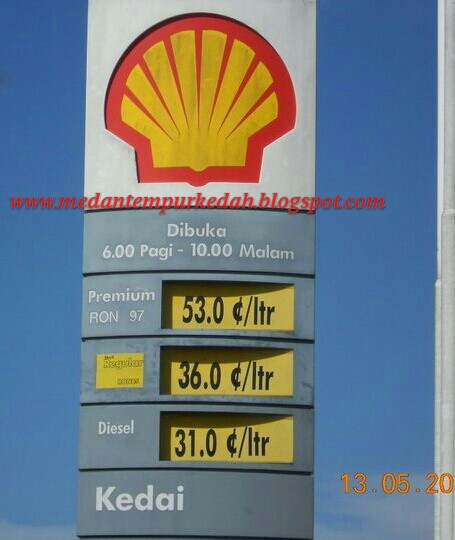 www.medantempurkedah.blogspot.com
Dibuka
6.00 Pagi - 10.00 Malam
Premium
RON 97
53.0 ¢/ltr
Regular
36.0 ¢/ltr
Diesel
31.0 ¢/ltr
Kedai
13.05.20